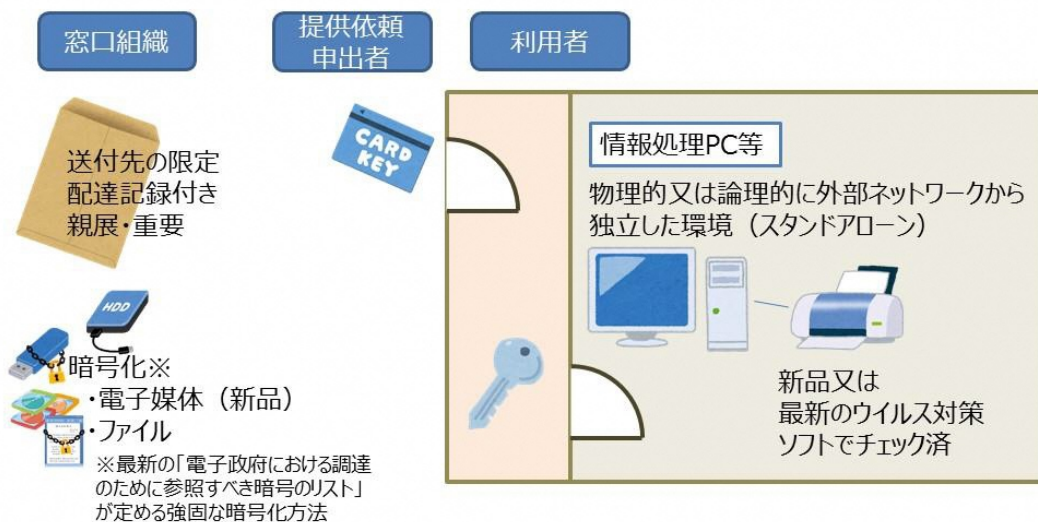 窓口組織
提供依頼
申出者
利用者
送付先の限定
配達記録付き
親展・重要
CARD
KEY
情報処理PC等
物理的又は論理的に外部ネットワークから
独立した環境（スタンドアローン）
HDD
暗号化※
・電子媒体（新品）
・ファイル
※最新の「電子政府における調達
のために参照すべき暗号のリスト」
が定める強固な暗号化方法
新品又は
最新のウイルス対策
ソフトでチェック済